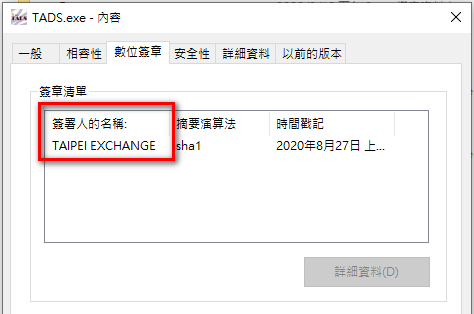 TADS.exe - 內容
一般 相容性 數位簽章 安全性 詳細資料 以前的版本
簽章清單
簽署人的名稱: 摘要演算法 時間戳記
TAIPEI EXCHANGE sha1 2020年8月27日 上...
詳細資料(D)